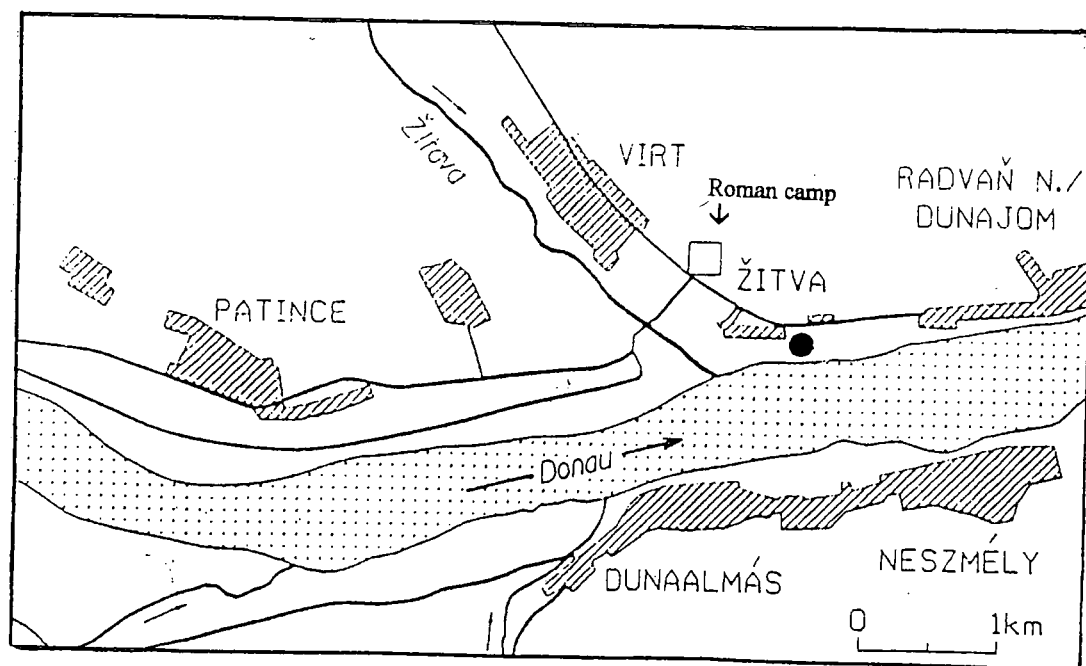 Žitava
VIRT
Roman camp
RADVAŇ N./
DUNAJOM
ŽITVA
PATINCE
Donau
DUNAALMÁS
NESZMÉLY
0 1km